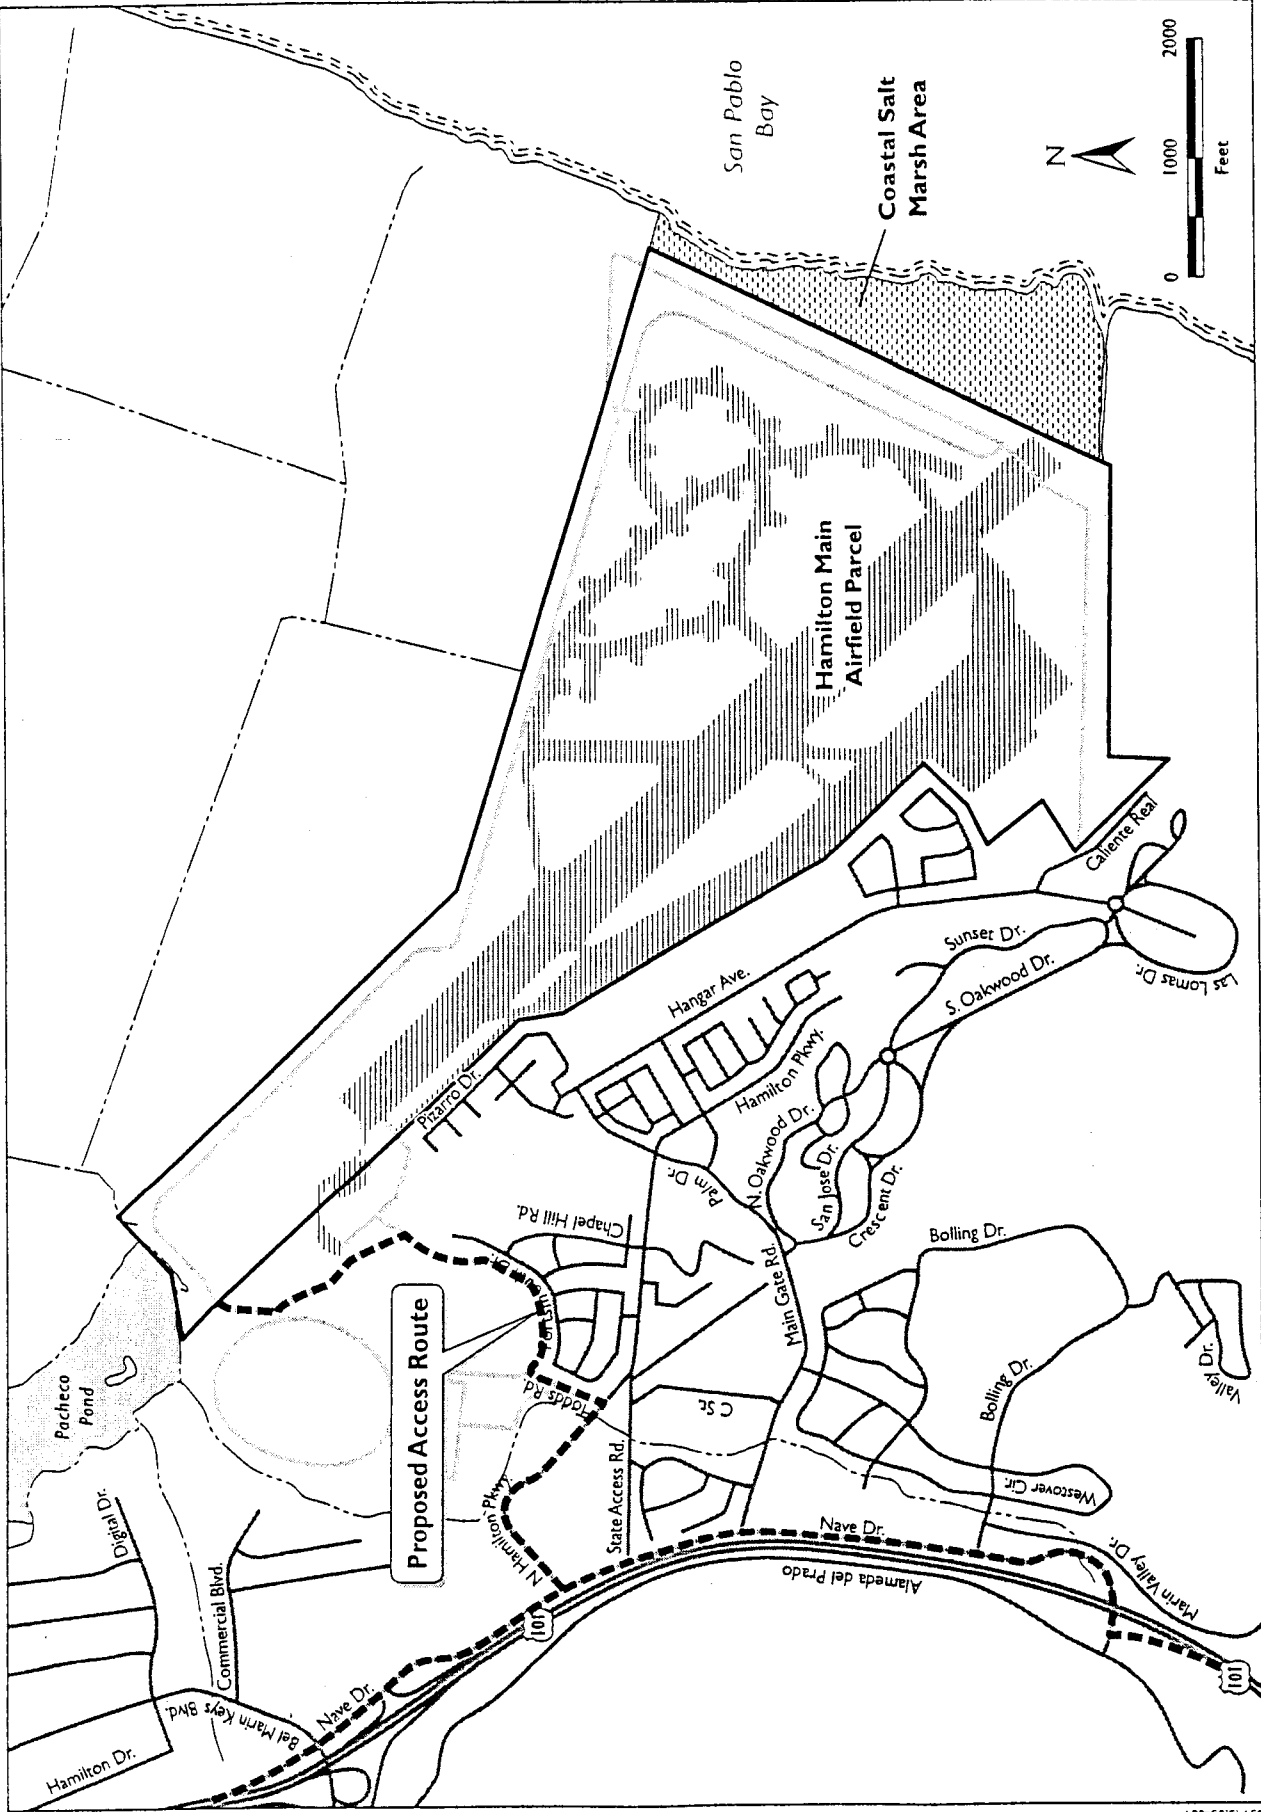 San Pablo
Bay
Coastal Salt
Marsh Area
N
0
1000
2000
Feet
Hamilton Main
Airfield Parcel
Pacheco
Pond
Proposed Access Route
Digital Dr.
Commercial Blvd.
Hamilton Dr.
Bel Marin Keys Blvd.
Nave Dr.
101
N Hamilton Pkwy.
State Access Rd.
Hodds Rd.
C St.
Chapel Hill Rd.
Pizarro Dr.
Palm Dr.
Hangar Ave.
Hamilton Pkwy.
N. Oakwood Dr.
San Jose Dr.
Crescent Dr.
Main Gate Rd.
Sunset Dr.
S. Oakwood Dr.
Las Lomas Dr.
Caliente Real
Bolling Dr.
Bolling Dr.
Valley Dr.
Westover Cir.
Nave Dr.
Alameda del Prado
Marin Valley Dr.
101